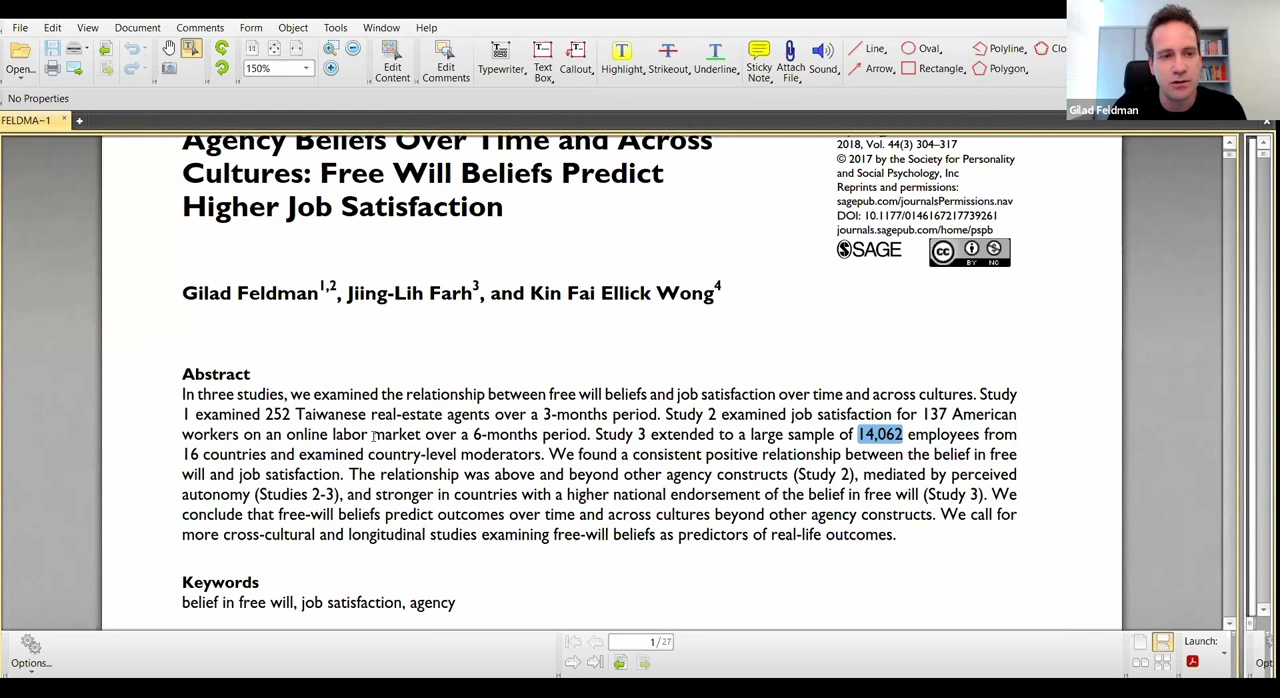 File Edit View Document Comments Form Object Tools Window Help
Open...
150%
Edit Content
Edit Comments
Typewriter...
Text Box...
Callout...
Highlight...
Strikeout...
Underline...
Sticky Note...
Attach File...
Sound...
Line...
Arrow...
Oval...
Rectangle...
Polyline...
Polygon...
Clo
Gilad Feldman
No Properties
FELDMA~1
Agency Beliefs Over Time and Across
Cultures: Free Will Beliefs Predict
Higher Job Satisfaction
2018, Vol. 44(3) 304–317
© 2017 by the Society for Personality
and Social Psychology, Inc
Reprints and permissions:
sagepub.com/journalsPermissions.nav
DOI: 10.1177/0146167217739261
journals.sagepub.com/home/pspb
SAGE
CC BY NC
Gilad Feldman1,2, Jiing-Lih Farh3, and Kin Fai Ellick Wong4
Abstract
In three studies, we examined the relationship between free will beliefs and job satisfaction over time and across cultures. Study
1 examined 252 Taiwanese real-estate agents over a 3-months period. Study 2 examined job satisfaction for 137 American
workers on an online labor market over a 6-months period. Study 3 extended to a large sample of 14,062 employees from
16 countries and examined country-level moderators. We found a consistent positive relationship between the belief in free
will and job satisfaction. The relationship was above and beyond other agency constructs (Study 2), mediated by perceived
autonomy (Studies 2-3), and stronger in countries with a higher national endorsement of the belief in free will (Study 3). We
conclude that free-will beliefs predict outcomes over time and across cultures beyond other agency constructs. We call for
more cross-cultural and longitudinal studies examining free-will beliefs as predictors of real-life outcomes.
Keywords
belief in free will, job satisfaction, agency
Options...
1/27
Launch:
Opt